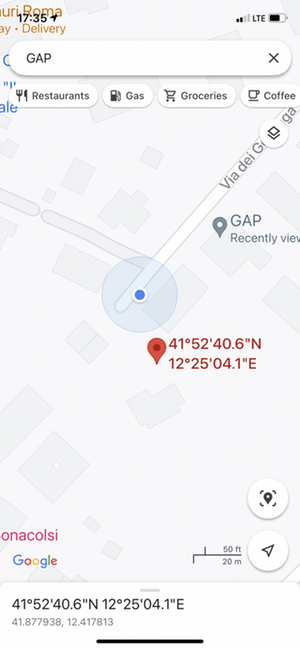 uri Roma
17:35
LTE
ay • Delivery
GAP
"Il
ale
Restaurants
Gas
Groceries
Coffee
Via dei G
GAP
Recently view
41°52'40.6"N
12°25'04.1"E
onacolsi
Google
50 ft
20 m
41°52'40.6"N 12°25'04.1"E
41.877938, 12.417813